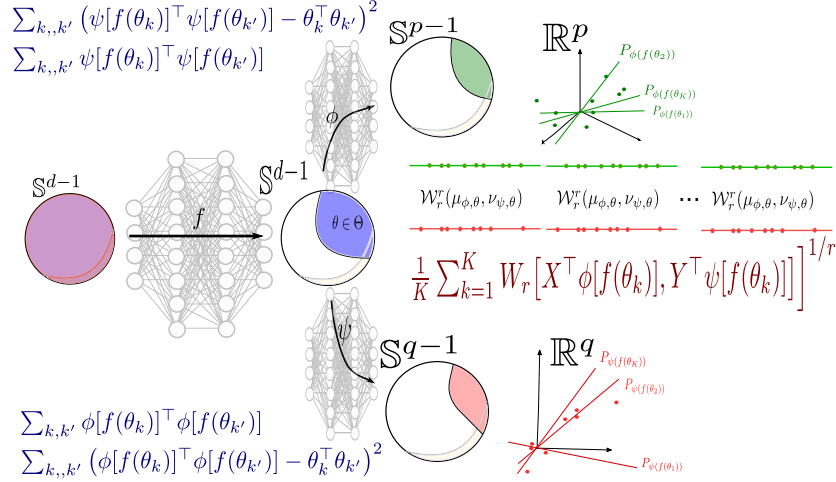 ∑_{k,,k′} (ψ[f(θ_k)]^⊤ψ[f(θ_{k′})] − θ_k^⊤θ_{k′})^2
∑_{k,,k′} ψ[f(θ_k)]^⊤ψ[f(θ_{k′})]
𝕊^{p−1}
ℝ^p
P_{ϕ(f(θ_2))}
P_{ϕ(f(θ_K))}
P_{ϕ(f(θ_1))}
ϕ
𝕊^{d−1}
f
𝕊^{d−1}
θ∈Θ
𝒲_r^r(μ_{ϕ,θ}, ν_{ψ,θ}) 𝒲_r^r(μ_{ϕ,θ}, ν_{ψ,θ}) ⋯ 𝒲_r^r(μ_{ϕ,θ}, ν_{ψ,θ})
1/K ∑_{k=1}^{K} W_r[X^⊤ϕ[f(θ_k)], Y^⊤ψ[f(θ_k)]]]^{1/r}
ψ
𝕊^{q−1}
ℝ^q
P_{ψ(f(θ_K))}
P_{ψ(f(θ_2))}
P_{ψ(f(θ_1))}
∑_{k,k′} ϕ[f(θ_k)]^⊤ϕ[f(θ_{k′})]
∑_{k,,k′} (ϕ[f(θ_k)]^⊤ϕ[f(θ_{k′})] − θ_k^⊤θ_{k′})^2